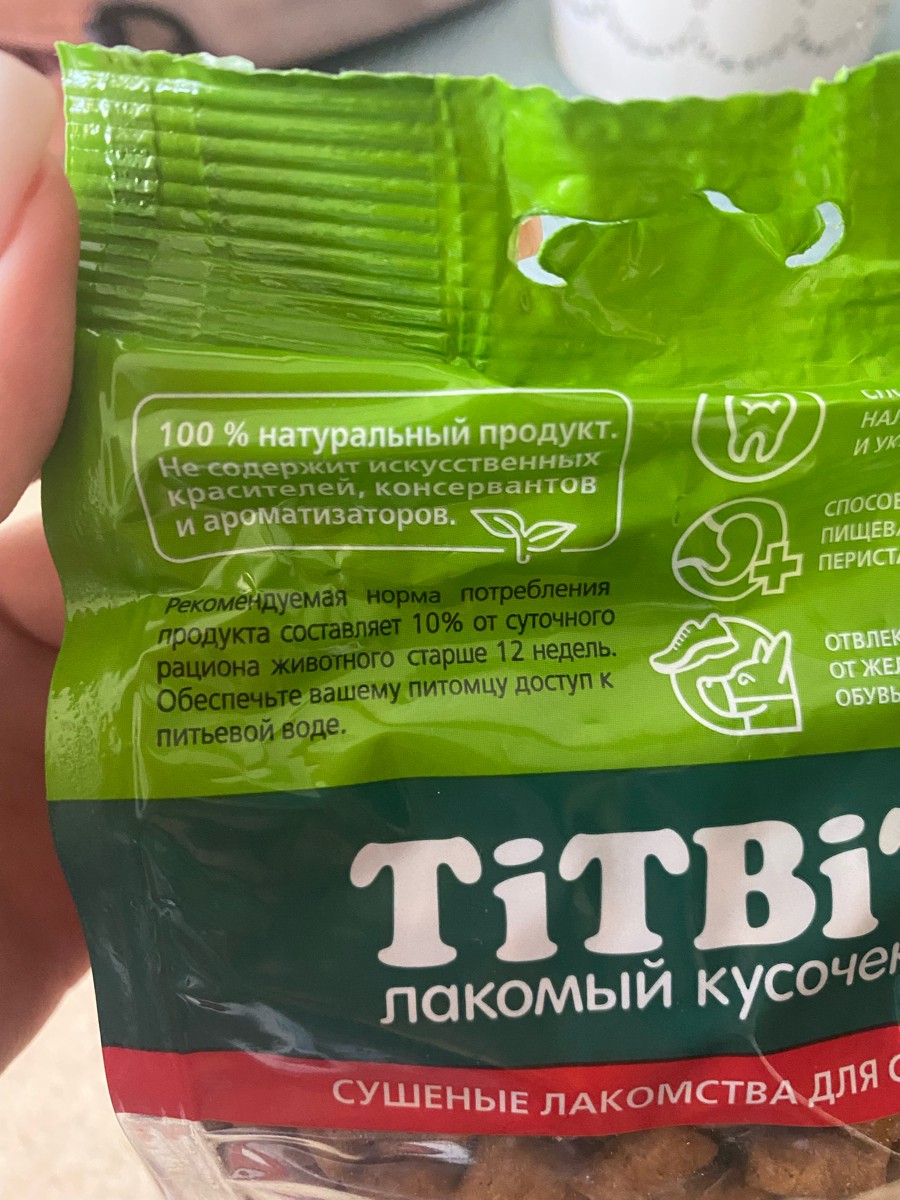 100 % натуральный продукт.
Не содержит искусственных
красителей, консервантов
и ароматизаторов.
Рекомендуемая норма потребления
продукта составляет 10% от суточного
рациона животного старше 12 недель.
Обеспечьте вашему питомцу доступ к
питьевой воде.
И УК
СПОСОБ
ПИЩЕВА
ПЕРИСТА
ОТВЛЕК
ОТ ЖЕЛ
ОБУВЬ
TiTBiT
лакомый кусочек
СУШЕНЫЕ ЛАКОМСТВА ДЛЯ С